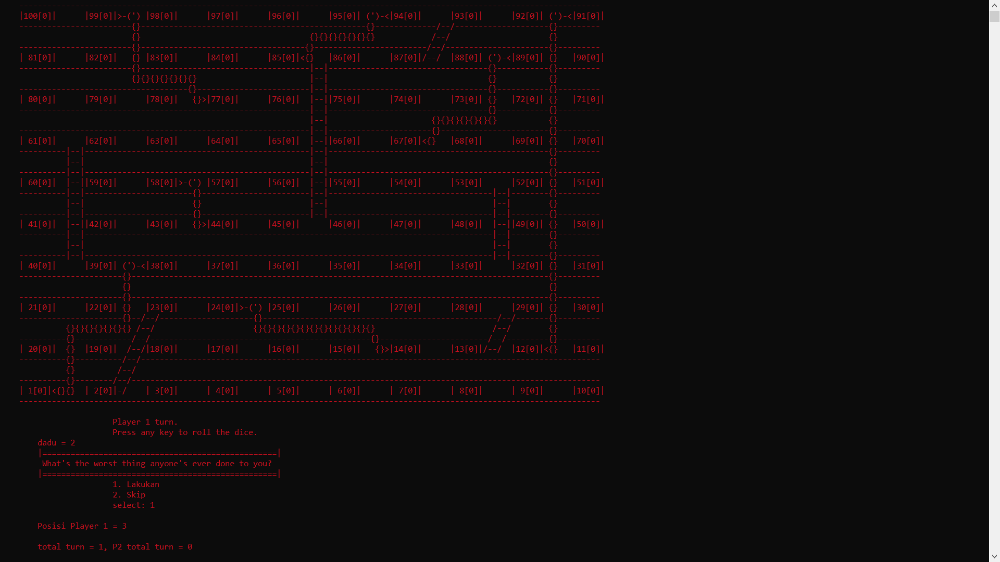 |100[0]| |99[0]|>-(') |98[0]| |97[0]| |96[0]| |95[0]| (')-<|94[0]| |93[0]| |92[0]| (')-<|91[0]|
| 81[0]| |82[0]| {} |83[0]| |84[0]| |85[0]|<{} |86[0]| |87[0]|/--/ |88[0]| (')-<|89[0]| {} |90[0]|
| 80[0]| |79[0]| |78[0]| {}>|77[0]| |76[0]| |--||75[0]| |74[0]| |73[0]| {} |72[0]| {} |71[0]|
| 61[0]| |62[0]| |63[0]| |64[0]| |65[0]| |--||66[0]| |67[0]|<{} |68[0]| |69[0]| {} |70[0]|
| 60[0]| |--||59[0]| |58[0]|>-(') |57[0]| |56[0]| |--||55[0]| |54[0]| |53[0]| |52[0]| {} |51[0]|
| 41[0]| |--||42[0]| |43[0]| {}>|44[0]| |45[0]| |46[0]| |47[0]| |48[0]| |--||49[0]| {} |50[0]|
| 40[0]| |39[0]| (')-<|38[0]| |37[0]| |36[0]| |35[0]| |34[0]| |33[0]| |32[0]| {} |31[0]|
| 21[0]| |22[0]| {} |23[0]| |24[0]|>-(') |25[0]| |26[0]| |27[0]| |28[0]| |29[0]| {} |30[0]|
| 20[0]| {} |19[0]| /--/|18[0]| |17[0]| |16[0]| |15[0]| {}>|14[0]| |13[0]|/--/ |12[0]|<{} |11[0]|
| 1[0]|<{}{} | 2[0]|-/ | 3[0]| | 4[0]| | 5[0]| | 6[0]| | 7[0]| | 8[0]| | 9[0]| |10[0]|
Player 1 turn.
Press any key to roll the dice.
dadu = 2
|==================================================|
What's the worst thing anyone's ever done to you?
|==================================================|
1. Lakukan
2. Skip
select: 1
Posisi Player 1 = 3
total turn = 1, P2 total turn = 0